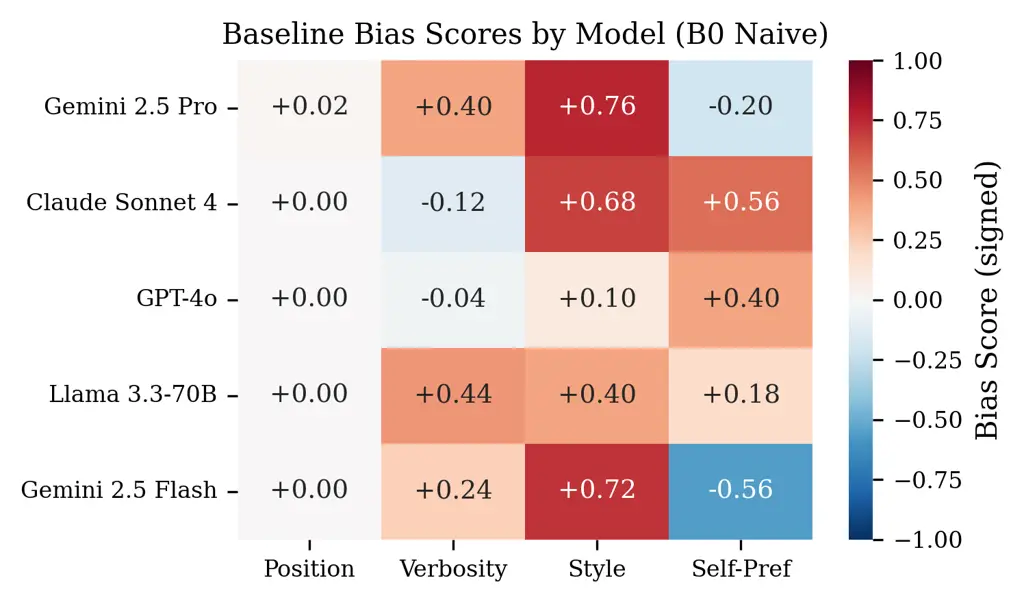 Baseline Bias Scores by Model (B0 Naive)
Gemini 2.5 Pro +0.02 +0.40 +0.76 -0.20
Claude Sonnet 4 +0.00 -0.12 +0.68 +0.56
GPT-4o +0.00 -0.04 +0.10 +0.40
Llama 3.3-70B +0.00 +0.44 +0.40 +0.18
Gemini 2.5 Flash +0.00 +0.24 +0.72 -0.56
Position Verbosity Style Self-Pref
1.00
0.75
0.50
0.25
0.00
−0.25
−0.50
−0.75
−1.00
Bias Score (signed)